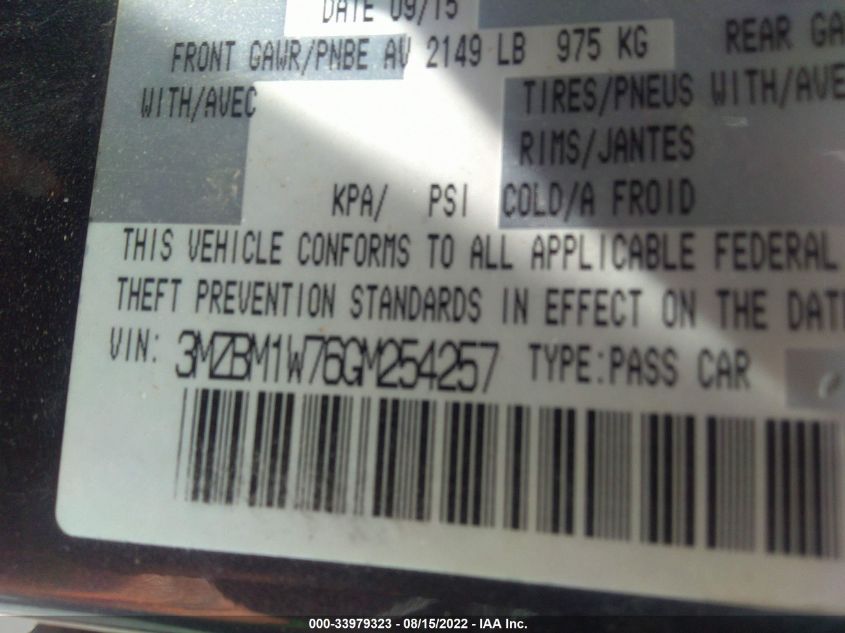 DATE 09/15
FRONT GAWR/PNBE AV 2149 LB 975 KG REAR GA
WITH/AVEC TIRES/PNEUS WITH/AVE
RIMS/JANTES
KPA/ PSI COLD/A FROID
THIS VEHICLE CONFORMS TO ALL APPLICABLE FEDERAL
THEFT PREVENTION STANDARDS IN EFFECT ON THE DAT
VIN: 3MZBM1W76GM254257 TYPE:PASS CAR
000-33979323 - 08/15/2022 - IAA Inc.